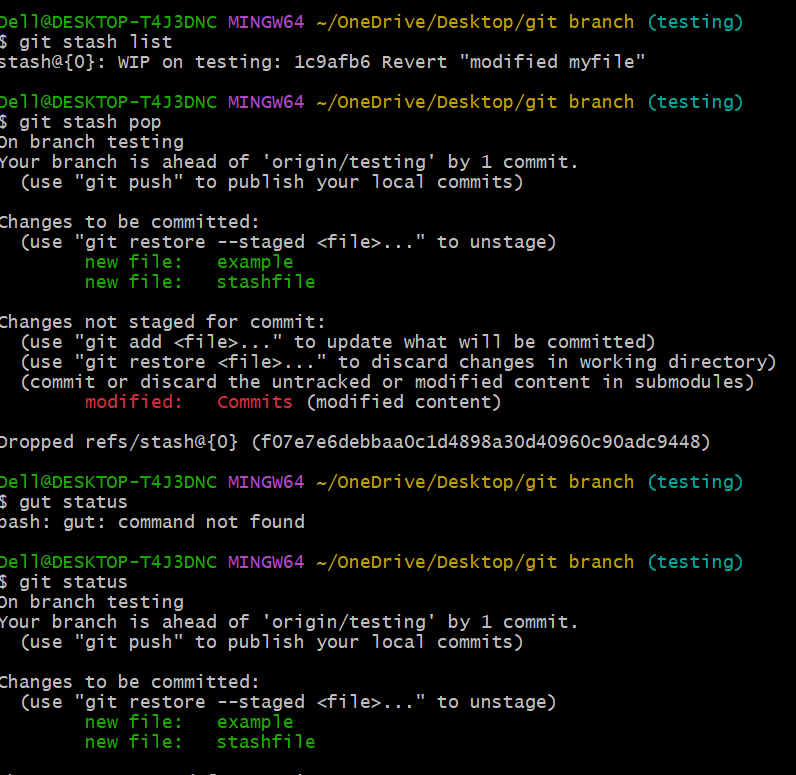 Dell@DESKTOP-T4J3DNC MINGW64 ~/OneDrive/Desktop/git branch (testing)
$ git stash list
stash@{0}: WIP on testing: 1c9afb6 Revert "modified myfile"
Dell@DESKTOP-T4J3DNC MINGW64 ~/OneDrive/Desktop/git branch (testing)
$ git stash pop
On branch testing
Your branch is ahead of 'origin/testing' by 1 commit.
(use "git push" to publish your local commits)
Changes to be committed:
(use "git restore --staged <file>..." to unstage)
new file: example
new file: stashfile
Changes not staged for commit:
(use "git add <file>..." to update what will be committed)
(use "git restore <file>..." to discard changes in working directory)
(commit or discard the untracked or modified content in submodules)
modified: Commits (modified content)
Dropped refs/stash@{0} (f07e7e6debbaa0c1d4898a30d40960c90adc9448)
Dell@DESKTOP-T4J3DNC MINGW64 ~/OneDrive/Desktop/git branch (testing)
$ gut status
bash: gut: command not found
Dell@DESKTOP-T4J3DNC MINGW64 ~/OneDrive/Desktop/git branch (testing)
$ git status
On branch testing
Your branch is ahead of 'origin/testing' by 1 commit.
(use "git push" to publish your local commits)
Changes to be committed:
(use "git restore --staged <file>..." to unstage)
new file: example
new file: stashfile